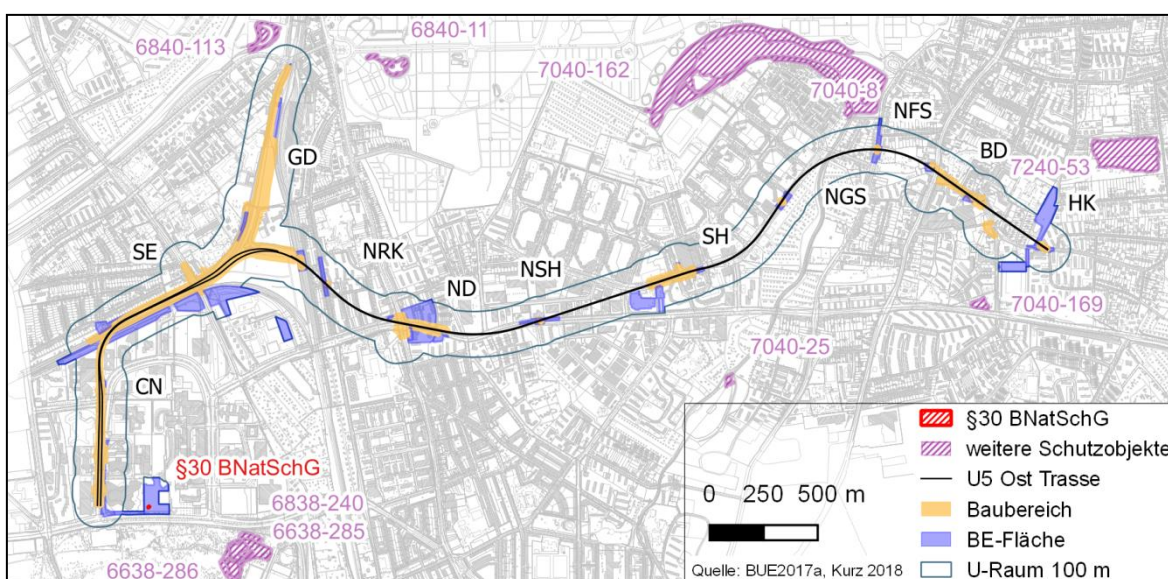 6840-113
6840-11
7040-162
7040-8
NFS
GD
BD
7240-53
HK
SE
NRK
NGS
SH
ND
NSH
7040-169
7040-25
CN
§30 BNatSchG
6838-240
6638-285
6638-286
§30 BNatSchG
weitere Schutzobjekte
U5 Ost Trasse
Baubereich
BE-Fläche
U-Raum 100 m
0 250 500 m
Quelle: BUE2017a, Kurz 2018